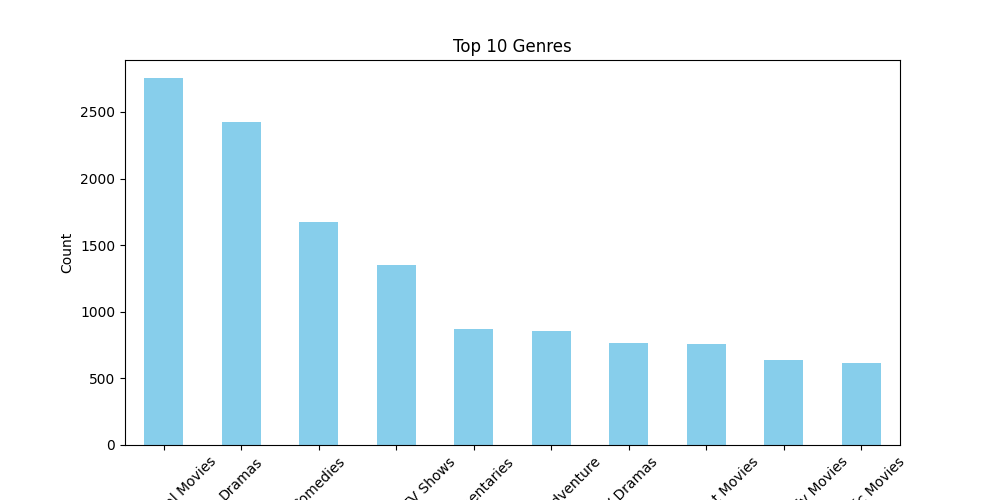 Top 10 Genres
Count
2500
2000
1500
1000
500
0
Movies
Dramas
Comedies
TV Shows
Dramas
Movies
Movies
Movies